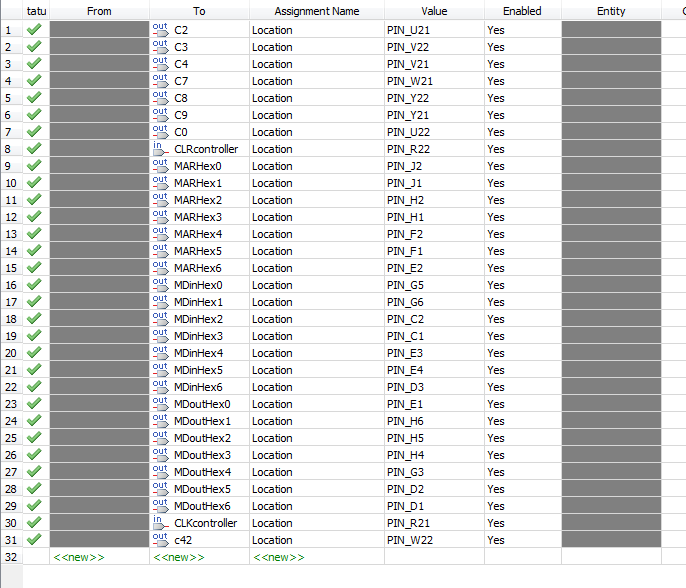 tatu From To Assignment Name Value Enabled Entity
1 out C2 Location PIN_U21 Yes
2 out C3 Location PIN_V22 Yes
3 out C4 Location PIN_V21 Yes
4 out C7 Location PIN_W21 Yes
5 out C8 Location PIN_Y22 Yes
6 out C9 Location PIN_Y21 Yes
7 out C0 Location PIN_U22 Yes
8 in CLRcontroller Location PIN_R22 Yes
9 out MARHex0 Location PIN_J2 Yes
10 out MARHex1 Location PIN_J1 Yes
11 out MARHex2 Location PIN_H2 Yes
12 out MARHex3 Location PIN_H1 Yes
13 out MARHex4 Location PIN_F2 Yes
14 out MARHex5 Location PIN_F1 Yes
15 out MARHex6 Location PIN_E2 Yes
16 out MDinHex0 Location PIN_G5 Yes
17 out MDinHex1 Location PIN_G6 Yes
18 out MDinHex2 Location PIN_C2 Yes
19 out MDinHex3 Location PIN_C1 Yes
20 out MDinHex4 Location PIN_E3 Yes
21 out MDinHex5 Location PIN_E4 Yes
22 out MDinHex6 Location PIN_D3 Yes
23 out MDoutHex0 Location PIN_E1 Yes
24 out MDoutHex1 Location PIN_H6 Yes
25 out MDoutHex2 Location PIN_H5 Yes
26 out MDoutHex3 Location PIN_H4 Yes
27 out MDoutHex4 Location PIN_G3 Yes
28 out MDoutHex5 Location PIN_D2 Yes
29 out MDoutHex6 Location PIN_D1 Yes
30 in CLKcontroller Location PIN_R21 Yes
31 out c42 Location PIN_W22 Yes
32 <<new>> <<new>> <<new>>